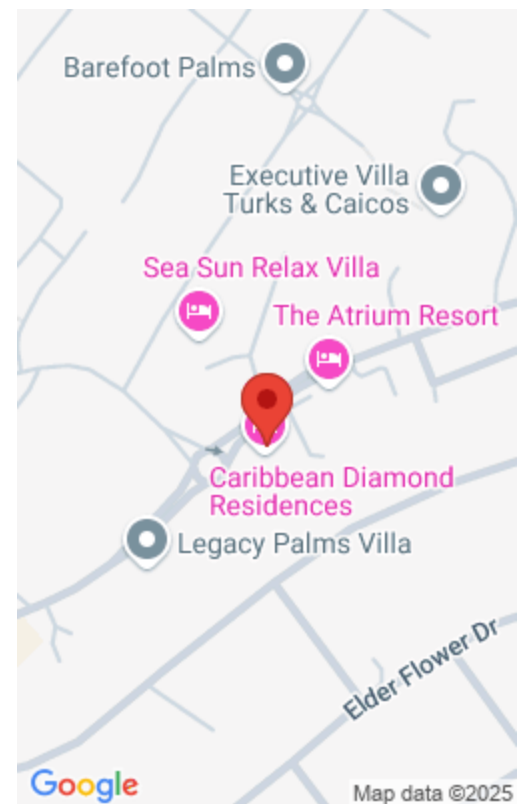 Barefoot Palms
Executive Villa
Turks & Caicos
Sea Sun Relax Villa
The Atrium Resort
Caribbean Diamond
Residences
Legacy Palms Villa
Elder Flower Dr
Google
Map data ©2025